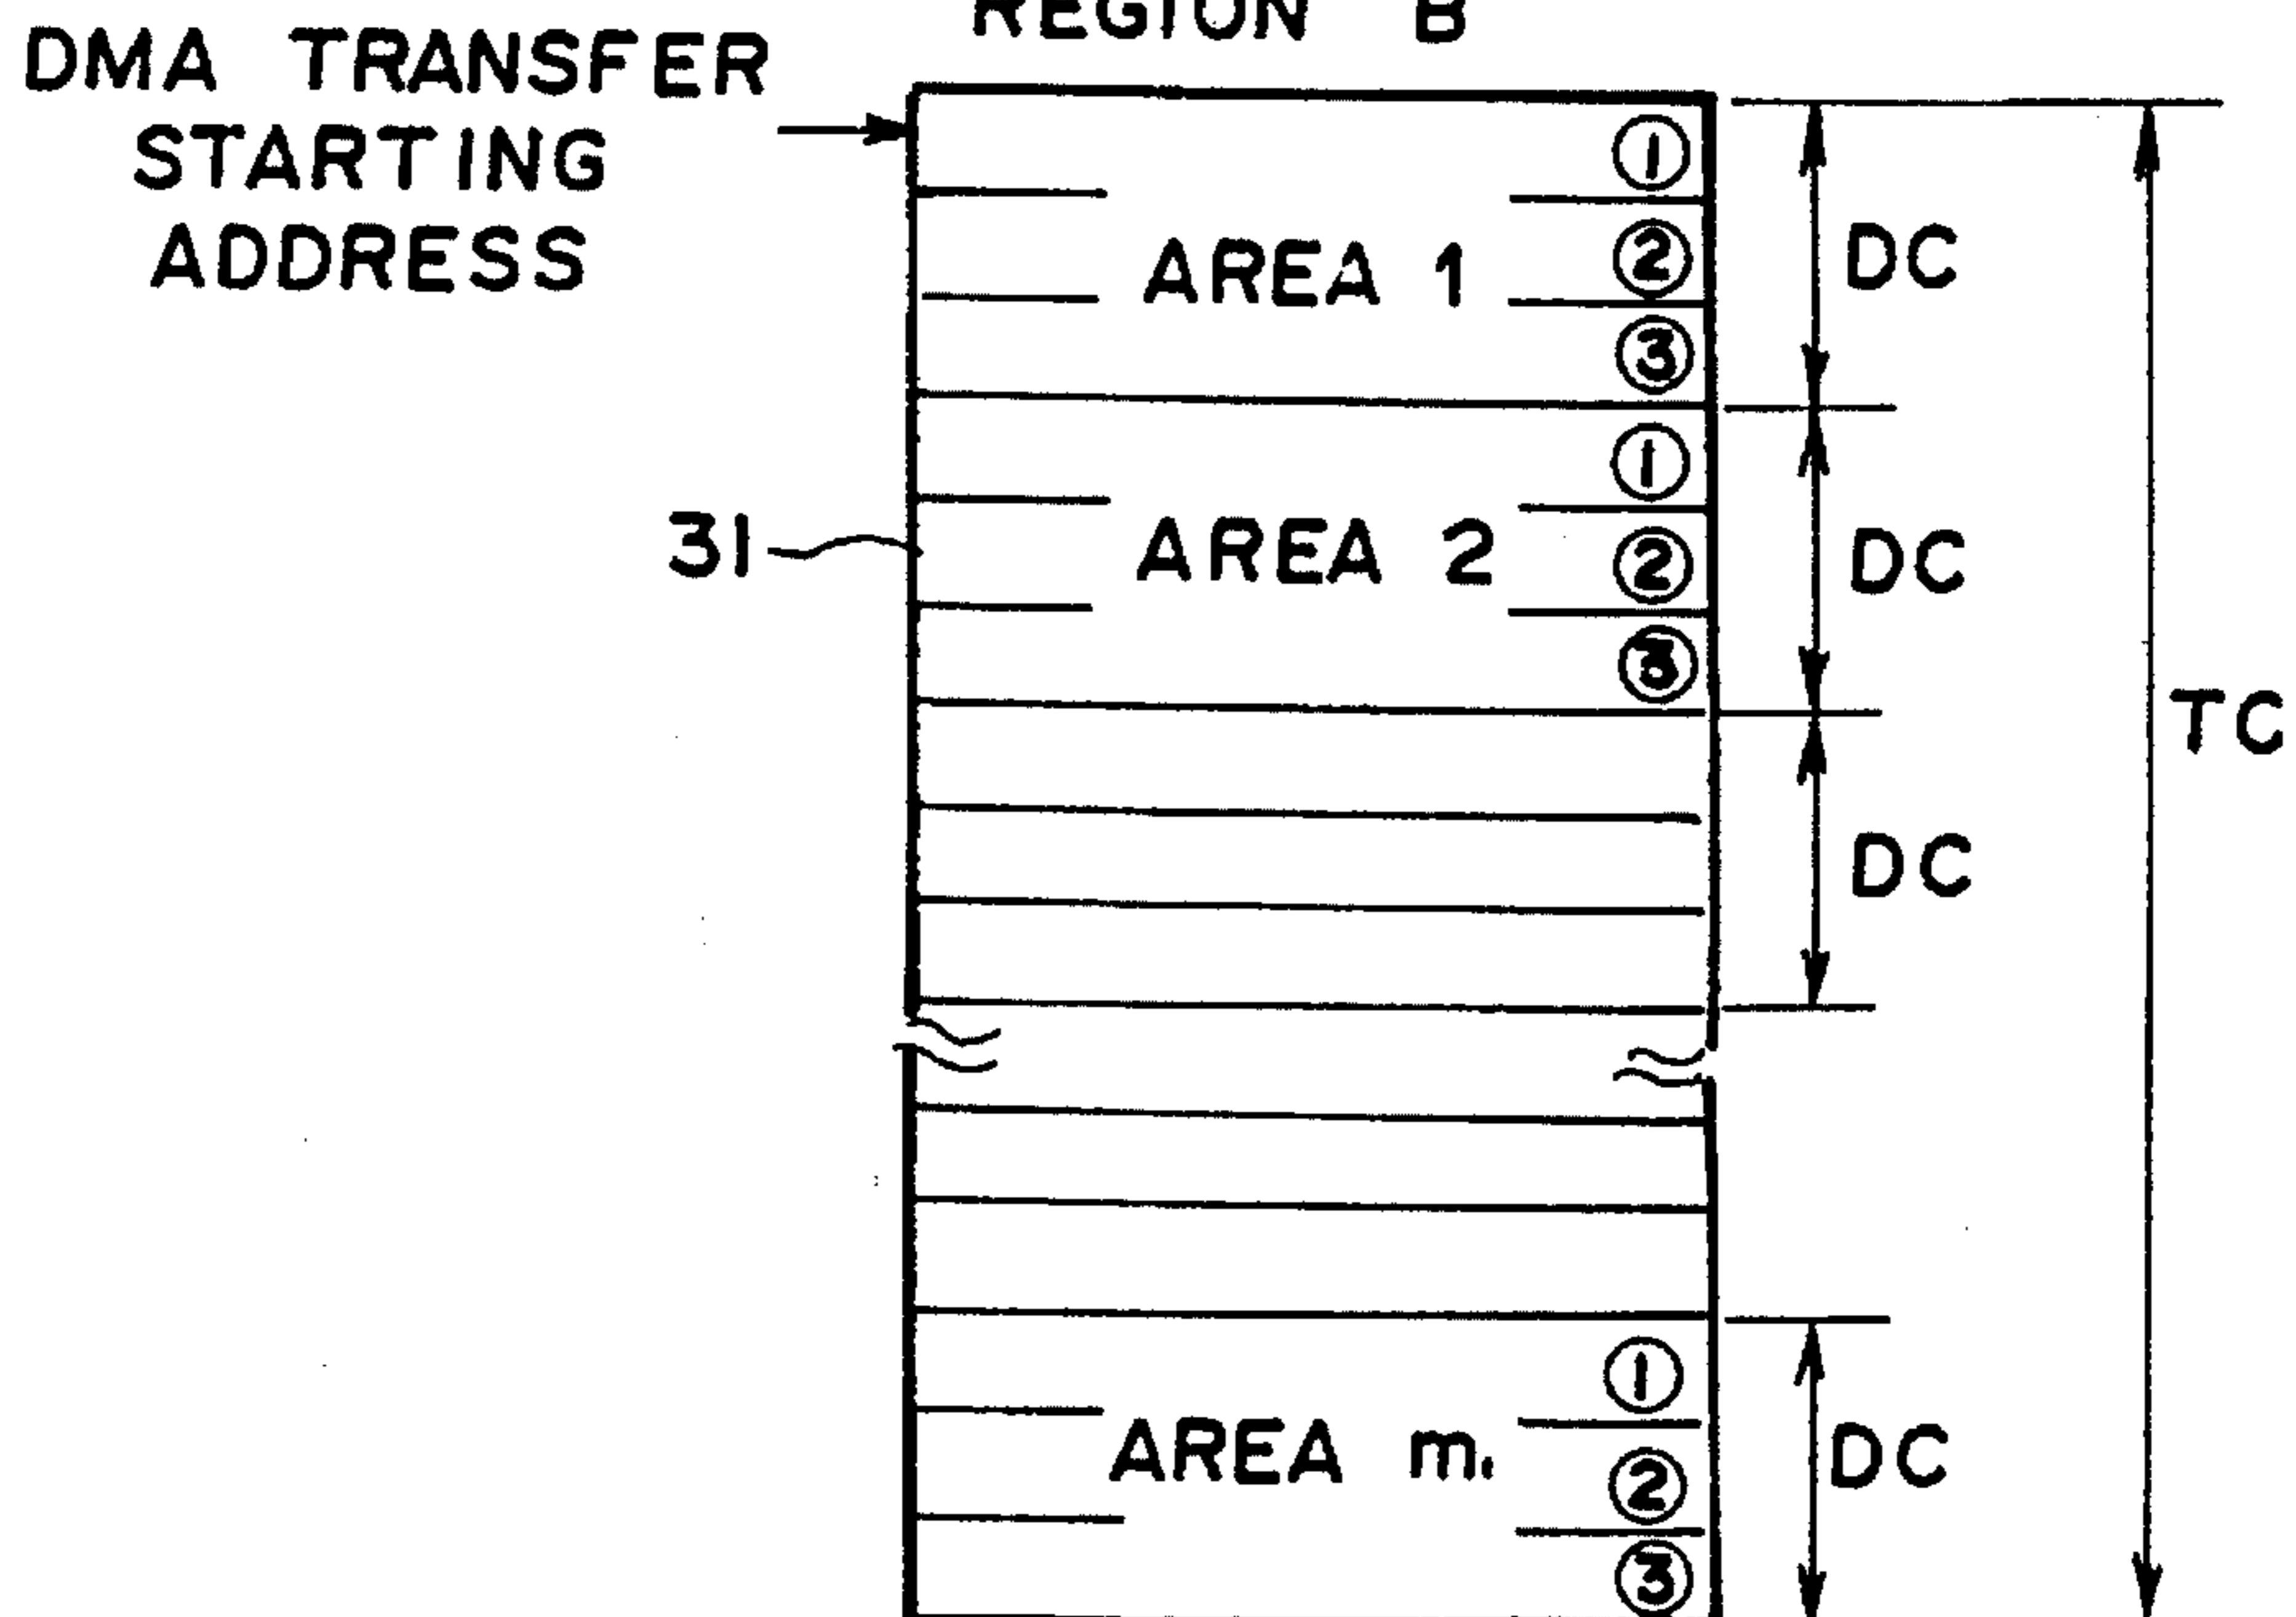 REGION B
DMA TRANSFER
STARTING
ADDRESS
①
AREA 1
②
DC
③
①
31
AREA 2
②
DC
③
TC
DC
①
AREA m₁
②
DC
③